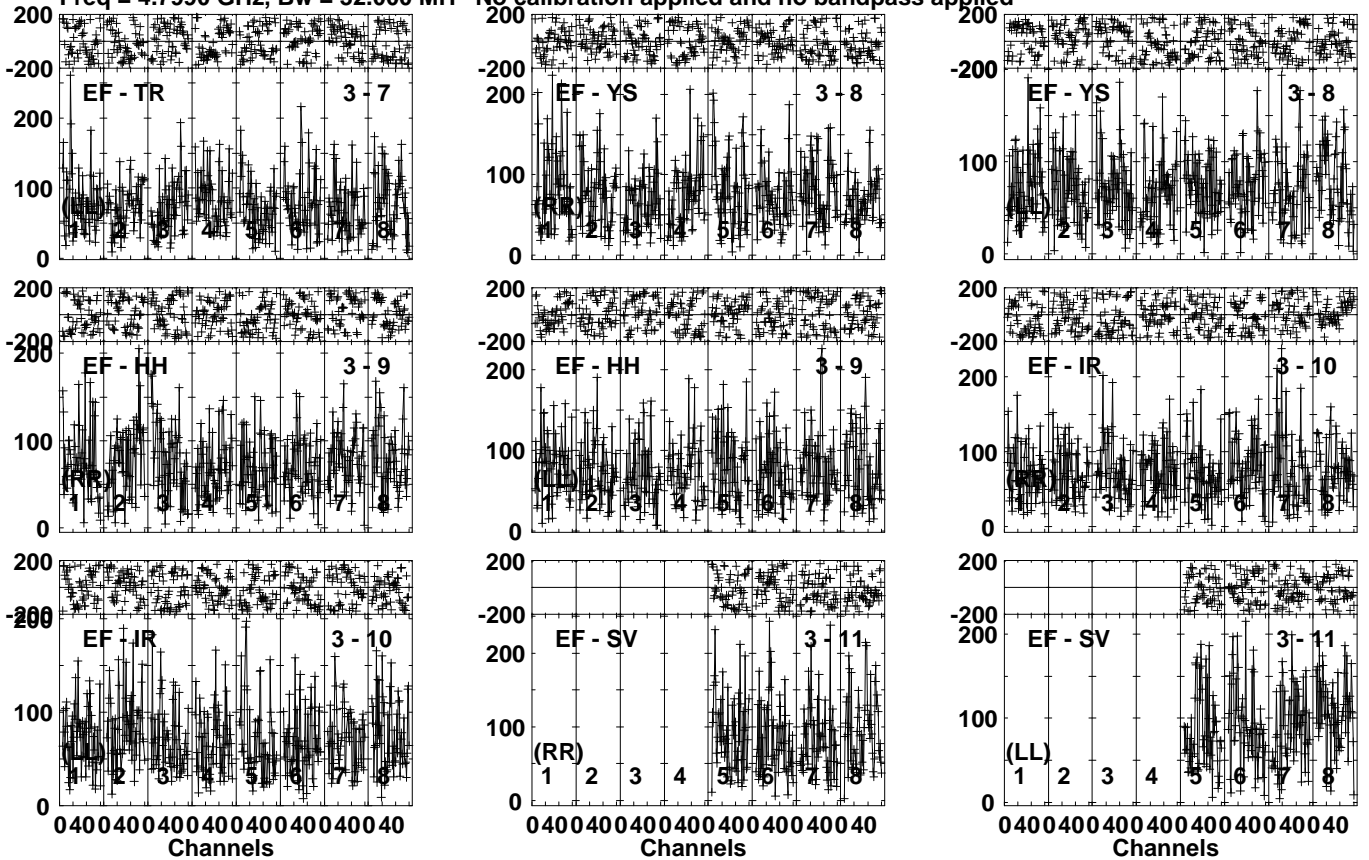 Freq = 4.7990 GHz, Bw = 32.000 MH No calibration applied and no bandpass applied
200 200 200
-200 -200 -200
EF - TR 3 - 7 EF - YS 3 - 8 EF - YS 3 - 8
200 200 200
100 100 100
(LL) (RR) (LL)
1 2 3 4 5 6 7 8 1 2 3 4 5 6 7 8 1 2 3 4 5 6 7 8
0 0 0
200 200 200
-200 -200 -200
200 200 200
EF - HH 3 - 9 EF - HH 3 - 9 EF - IR 3 - 10
100 100 100
(RR) (LL) (RR)
1 2 3 4 5 6 7 8 1 2 3 4 5 6 7 8 1 2 3 4 5 6 7 8
0 0 0
200 200 200
-200 -200 -200
200 200 200
EF - IR 3 - 10 EF - SV 3 - 11 EF - SV 3 - 11
100 100 100
(LL) (RR) (LL)
1 2 3 4 5 6 7 8 1 2 3 4 5 6 7 8 1 2 3 4 5 6 7 8
0 0 0
0 40 0 40 0 40 0 40 0 40 0 40 0 40 0 40 0 40 0 40 0 40 0 40 0 40 0 40 0 40 0 40 0 40 0 40 0 40 0 40 0 40 0 40 0 40 0 40
Channels Channels Channels